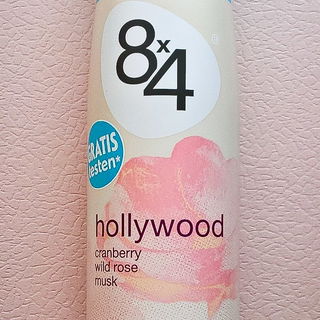 8x4
GRATIS
testen*
hollywood
cranberry
wild rose
musk